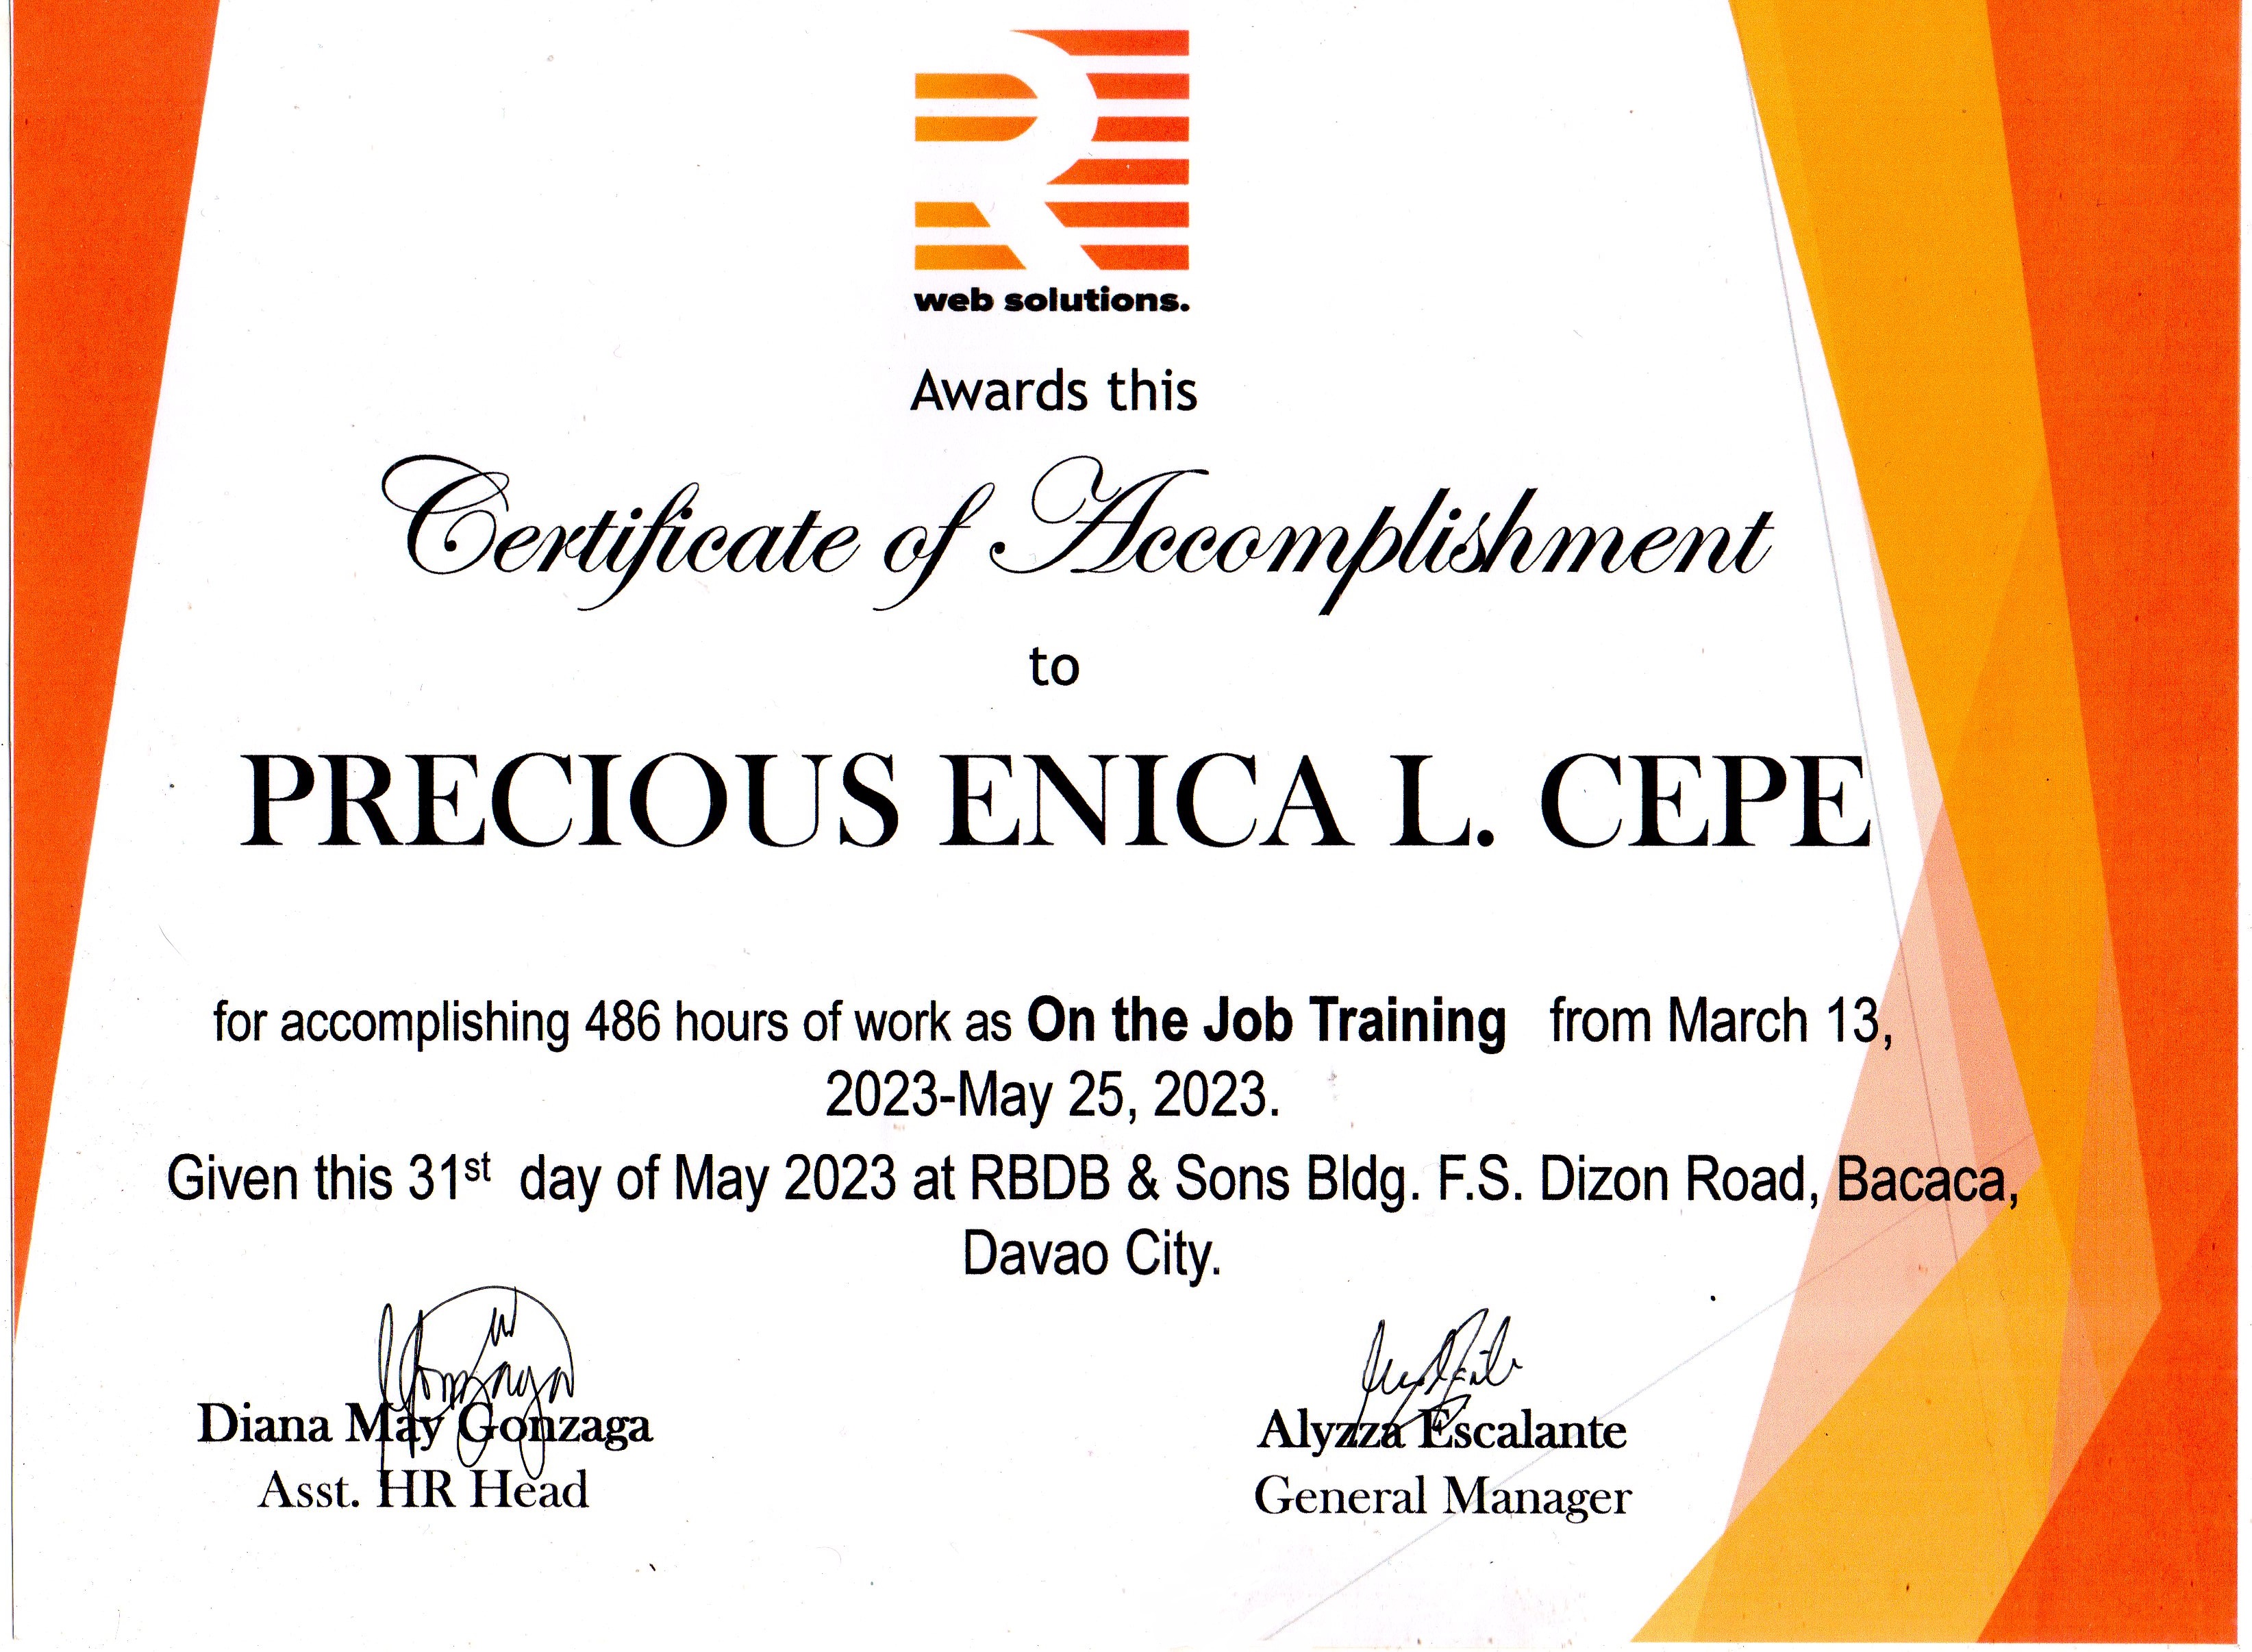 R
web solutions.
Awards this
Certificate of Accomplishment
to
PRECIOUS ENICA L. CEPE
for accomplishing 486 hours of work as On the Job Training from March 13,
2023-May 25, 2023.
Given this 31st day of May 2023 at RBDB & Sons Bldg. F.S. Dizon Road, Bacaca,
Davao City.
Diana May Gonzaga
Asst. HR Head
Alyzza Escalante
General Manager